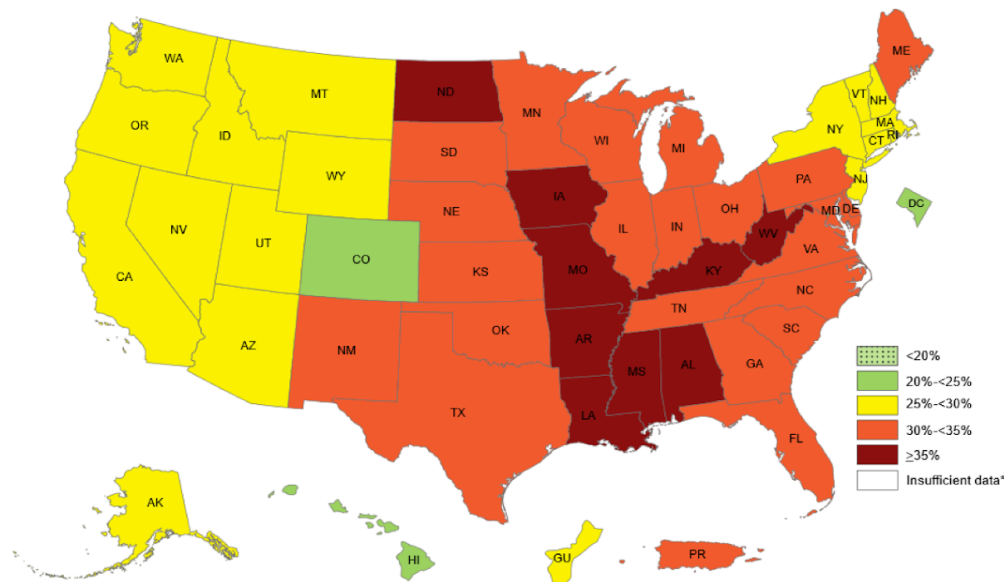 ME
WA
MT
ND
MN
VT
NH
OR
ID
SD
WI
MI
NY
MA
CT
RI
WY
IA
NE
PA
NJ
DC
NV
UT
CO
IL
IN
OH
MD
DE
WV
CA
KS
MO
KY
VA
AZ
NM
OK
AR
TN
NC
SC
MS
AL
GA
TX
LA
FL
<20%
20%-<25%
25%-<30%
30%-<35%
≥35%
Insufficient data*
AK
HI
GU
PR